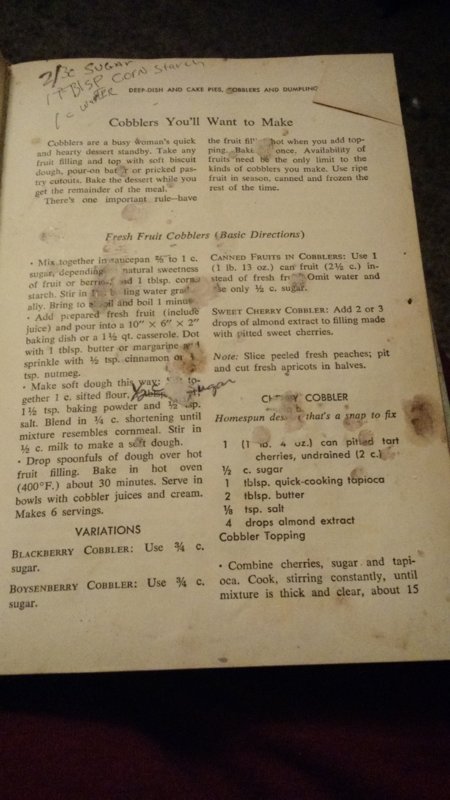 2/3 c SUGAR
1 TBLSP CORN Starch
1 c WATER
DEEP-DISH AND CAKE PIES, COBBLERS AND DUMPLING
Cobblers You'll Want to Make
Cobblers are a busy woman's quick
and hearty dessert standby. Take any
fruit filling and top with soft biscuit
dough, pour-on batter or pricked pas-
try cutouts. Bake the dessert while you
get the remainder of the meal.
There's one important rule—have
the fruit filling hot when you add top-
ping. Bake at once. Availability of
fruits need be the only limit to the
kinds of cobblers you make. Use ripe
fruit in season, canned and frozen the
rest of the time.
Fresh Fruit Cobblers (Basic Directions)
• Mix together in saucepan ⅔ to 1 c.
sugar, depending natural sweetness
of fruit or berries, and 1 tblsp. corn-
starch. Stir in boiling water gradu-
ally. Bring to a boil and boil 1 minute.
• Add prepared fresh fruit (include
juice) and pour into a 10" × 6" × 2"
baking dish or a 1½ qt. casserole. Dot
with 1 tblsp. butter or margarine and
sprinkle with ½ tsp. cinnamon or
tsp. nutmeg.
• Make soft dough this way: to-
gether 1 c. sifted flour, sugar
1½ tsp. baking powder and ½ tsp.
salt. Blend in ¼ c. shortening until
mixture resembles cornmeal. Stir in
½ c. milk to make a soft dough.
• Drop spoonfuls of dough over hot
fruit filling. Bake in hot oven
(400°F.) about 30 minutes. Serve in
bowls with cobbler juices and cream.
Makes 6 servings.
VARIATIONS
BLACKBERRY COBBLER: Use ¾ c.
sugar.
BOYSENBERRY COBBLER: Use ¾ c.
sugar.
CANNED FRUITS IN COBBLERS: Use 1
(1 lb. 13 oz.) can fruit (2½ c.) in-
stead of fresh fruit. Omit water and
use only ½ c. sugar.
SWEET CHERRY COBBLER: Add 2 or 3
drops of almond extract to filling made
with pitted sweet cherries.
Note: Slice peeled fresh peaches; pit
and cut fresh apricots in halves.
CHERRY COBBLER
Homespun dessert that's a snap to fix
1 (1 lb. 4 oz.) can pitted tart
cherries, undrained (2 c.)
½ c. sugar
1 tblsp. quick-cooking tapioca
2 tblsp. butter
⅛ tsp. salt
4 drops almond extract
Cobbler Topping
• Combine cherries, sugar and tapi-
oca. Cook, stirring constantly, until
mixture is thick and clear, about 15